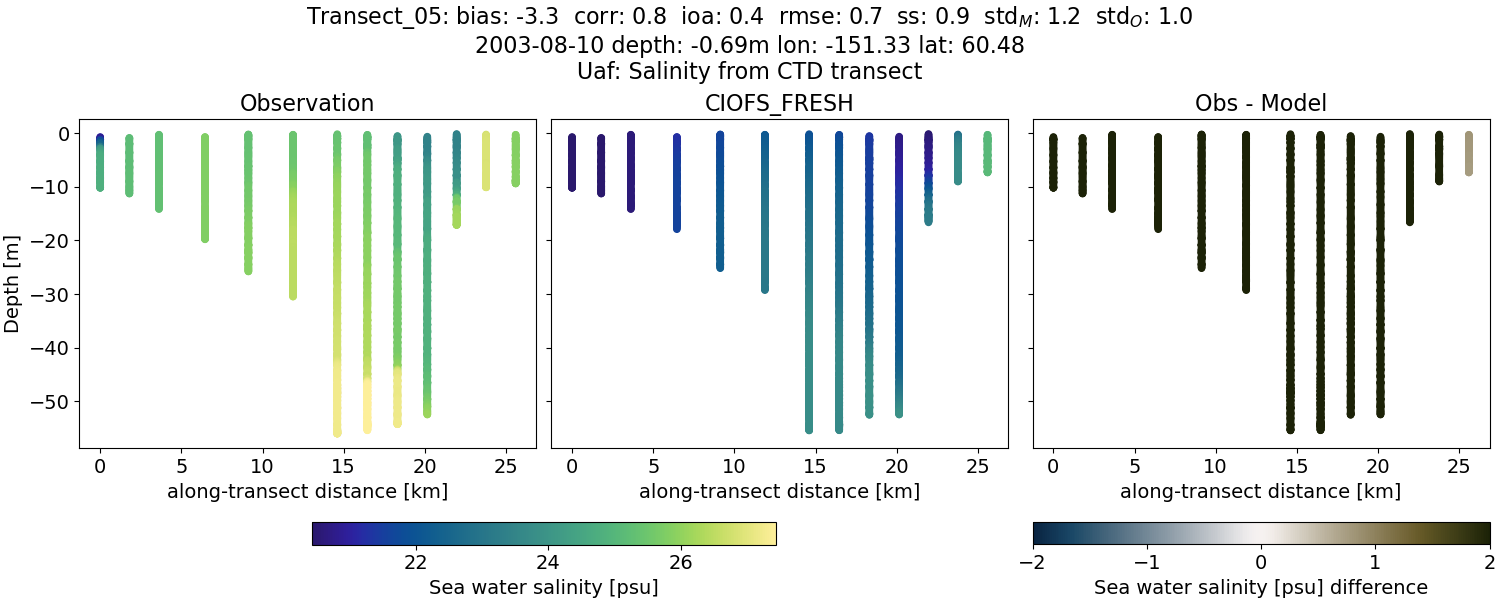 Transect_05: bias: -3.3  corr: 0.8  ioa: 0.4  rmse: 0.7  ss: 0.9  std_M: 1.2  std_O: 1.0
2003-08-10 depth: -0.69m lon: -151.33 lat: 60.48
Uaf: Salinity from CTD transect
Observation
CIOFS_FRESH
Obs - Model
Depth [m]
0
−10
−20
−30
−40
−50
0 5 10 15 20 25
0 5 10 15 20 25
0 5 10 15 20 25
along-transect distance [km]
along-transect distance [km]
along-transect distance [km]
22 24 26
Sea water salinity [psu]
−2 −1 0 1 2
Sea water salinity [psu] difference